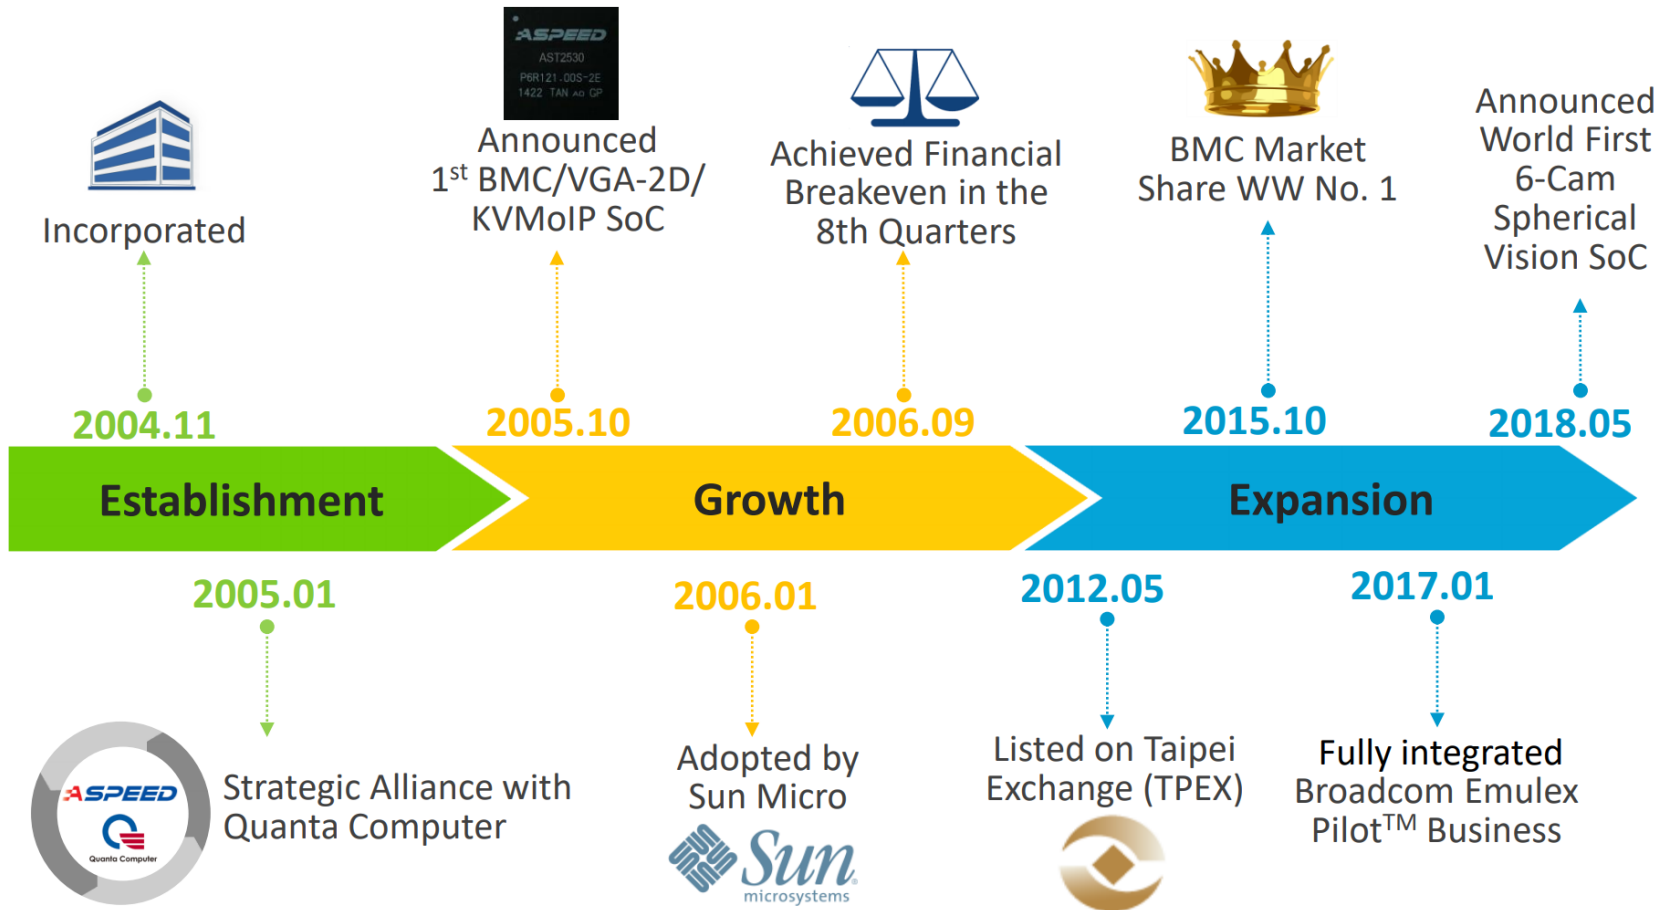 ASPEED
AST2530
P6R121.00S-2E
1422 TAN AO GP
Incorporated
Announced
1st BMC/VGA-2D/
KVMoIP SoC
Achieved Financial
Breakeven in the
8th Quarters
BMC Market
Share WW No. 1
Announced
World First
6-Cam
Spherical
Vision SoC
2004.11
2005.10
2006.09
2015.10
2018.05
Establishment
Growth
Expansion
2005.01
2006.01
2012.05
2017.01
ASPEED
Quanta Computer
Strategic Alliance with
Quanta Computer
Adopted by
Sun Micro
Sun
microsystems
Listed on Taipei
Exchange (TPEX)
Fully integrated
Broadcom Emulex
Pilot™ Business